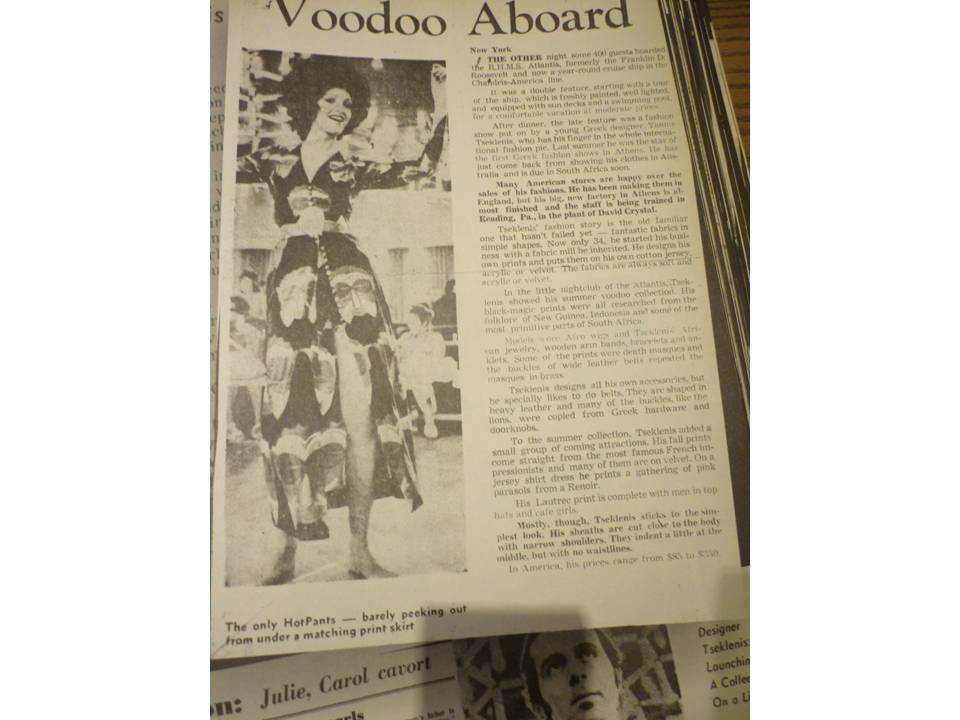 Voodoo Aboard
New York
THE OTHER night some 400 guests boarded
the R.H.M.S. Atlantis, formerly the Franklin D.
Roosevelt and now a year-round cruise ship in the
Chandris-America line.
It was a double feature, starting with a tour
of the ship, which is freshly painted, well lighted,
and equipped with sun decks and a swimming pool,
for a comfortable vacation at moderate prices.
After dinner, the late feature was a fashion
show put on by a young Greek designer, Yannis
Tseklenis, who has his finger in the whole interna-
tional fashion pie. Last summer he was the star of
the first Greek fashion shows in Athens. He has
just come back from showing his clothes in Aus-
tralia and is due in South Africa soon.
Many American stores are happy over the
sales of his fashions. He has been making them in
England, but his big, new factory in Athens is al-
most finished and the staff is being trained in
Reading, Pa., in the plant of David Crystal.
Tseklenis' fashion story is the old familiar
one that hasn't failed yet — fantastic fabrics in
simple shapes. Now only 34, he started his busi-
ness with a fabric mill he inherited. He designs his
own prints and puts them on his own cotton jersey,
acrylic or velvet. The fabrics are always soft and
acrylic or velvet.
In the little nightclub of the Atlantis, Tsek-
lenis showed his summer voodoo collection. His
black-magic prints were all researched from the
folklore of New Guinea, Indonesia and some of the
most primitive parts of South Africa.
Models wore Afro wigs and Tseklenis' Afri-
can jewelry, wooden arm bands, bracelets and an-
klets. Some of the prints were death masques and
the buckles of wide leather belts repeated the
masques in brass.
Tseklenis designs all his own accessories, but
he specially likes to do belts. They are shaped in
heavy leather and many of the buckles, like the
lions, were copied from Greek hardware and
doorknobs.
To the summer collection, Tseklenis added a
small group of coming attractions. His fall prints
come straight from the most famous French im-
pressionists and many of them are on velvet. On a
jersey shirt dress he prints a gathering of pink
parasols from a Renoir.
His Lautrec print is complete with men in top
hats and cafe girls.
Mostly, though, Tseklenis sticks to the sim-
plest look. His sheaths are cut close to the body
with narrow shoulders. They indent a little at the
middle, but with no waistlines.
In America, his prices range from $85 to $350.
The only HotPants — barely peeking out
from under a matching print skirt
on: Julie, Carol cavort
Designer
Tseklenis:
Launchin
A Collec
On a Li